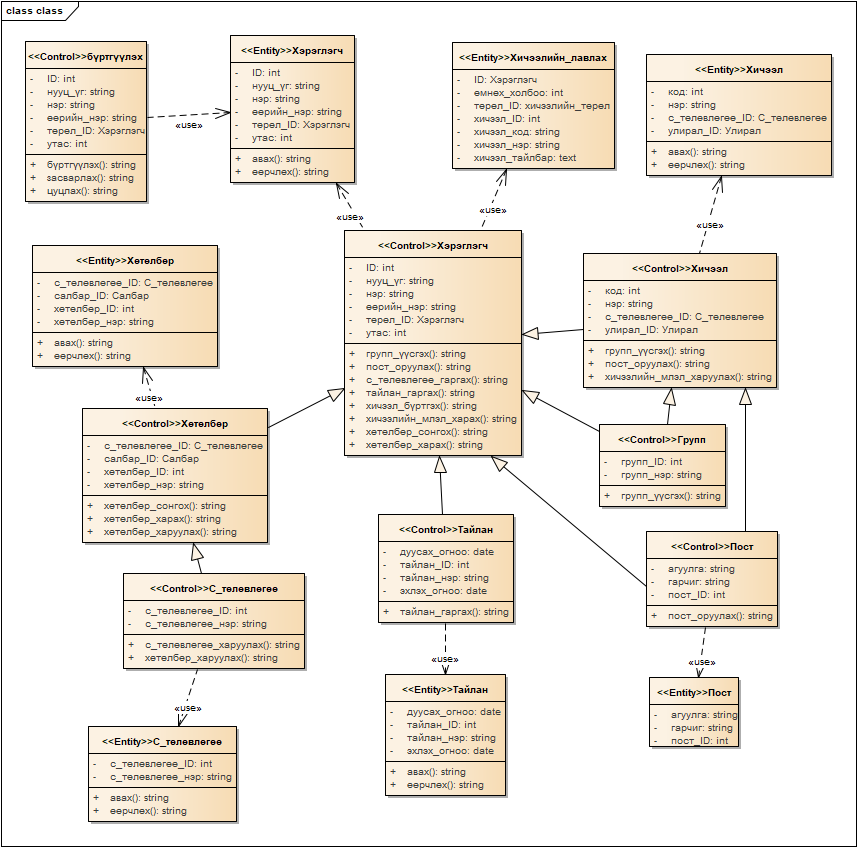 class class
<<Control>>бүртгүүлэх
- ID: int
- нууц_үг: string
- нэр: string
- өөрийн_нэр: string
- төрөл_ID: Хэрэглэгч
- утас: int
+ бүртгүүлэх(): string
+ засварлах(): string
+ цуцлах(): string
«use»
<<Entity>>Хэрэглэгч
- ID: int
- нууц_үг: string
- нэр: string
- өөрийн_нэр: string
- төрөл_ID: Хэрэглэгч
- утас: int
+ авах(): string
+ өөрчлөх(): string
<<Entity>>Хичээлийн_лавлах
- ID: Хэрэглэгч
- өмнөх_холбоо: int
- төрөл_ID: хичээлийн_төрөл
- хичээл_ID: int
- хичээл_код: string
- хичээл_нэр: string
- хичээл_тайлбар: text
<<Entity>>Хичээл
- код: int
- нэр: string
- с_төлөвлөгөө_ID: С_төлөвлөгөө
- улирал_ID: Улирал
+ авах(): string
+ өөрчлөх(): string
«use»
«use»
«use»
<<Entity>>Хөтөлбөр
- с_төлөвлөгөө_ID: С_төлөвлөгөө
- салбар_ID: Салбар
- хөтөлбөр_ID: int
- хөтөлбөр_нэр: string
+ авах(): string
+ өөрчлөх(): string
<<Control>>Хэрэглэгч
- ID: int
- нууц_үг: string
- нэр: string
- өөрийн_нэр: string
- төрөл_ID: Хэрэглэгч
- утас: int
+ групп_үүсгэх(): string
+ пост_оруулах(): string
+ с_төлөвлөгөө_гаргах(): string
+ тайлан_гаргах(): string
+ хичээл_бүртгэх(): string
+ хичээлийн_млэл_харах(): string
+ хөтөлбөр_сонгох(): string
+ хөтөлбөр_харах(): string
<<Control>>Хичээл
- код: int
- нэр: string
- с_төлөвлөгөө_ID: С_төлөвлөгөө
- улирал_ID: Улирал
+ групп_үүсгэх(): string
+ пост_оруулах(): string
+ хичээлийн_млэл_харуулах(): string
«use»
<<Control>>Хөтөлбөр
- с_төлөвлөгөө_ID: С_төлөвлөгөө
- салбар_ID: Салбар
- хөтөлбөр_ID: int
- хөтөлбөр_нэр: string
+ хөтөлбөр_сонгох(): string
+ хөтөлбөр_харах(): string
+ хөтөлбөр_харуулах(): string
<<Control>>Групп
- групп_ID: int
- групп_нэр: string
+ групп_үүсгэх(): string
<<Control>>Тайлан
- дуусах_огноо: date
- тайлан_ID: int
- тайлан_нэр: string
- эхлэх_огноо: date
+ тайлан_гаргах(): string
<<Control>>Пост
- агуулга: string
- гарчиг: string
- пост_ID: int
+ пост_оруулах(): string
<<Control>>С_төлөвлөгөө
- с_төлөвлөгөө_ID: int
- с_төлөвлөгөө_нэр: string
+ с_төлөвлөгөө_харуулах(): string
+ хөтөлбөр_харуулах(): string
«use»
«use»
«use»
<<Entity>>С_төлөвлөгөө
- с_төлөвлөгөө_ID: int
- с_төлөвлөгөө_нэр: string
+ авах(): string
+ өөрчлөх(): string
<<Entity>>Тайлан
- дуусах_огноо: date
- тайлан_ID: int
- тайлан_нэр: string
- эхлэх_огноо: date
+ авах(): string
+ өөрчлөх(): string
<<Entity>>Пост
- агуулга: string
- гарчиг: string
- пост_ID: int